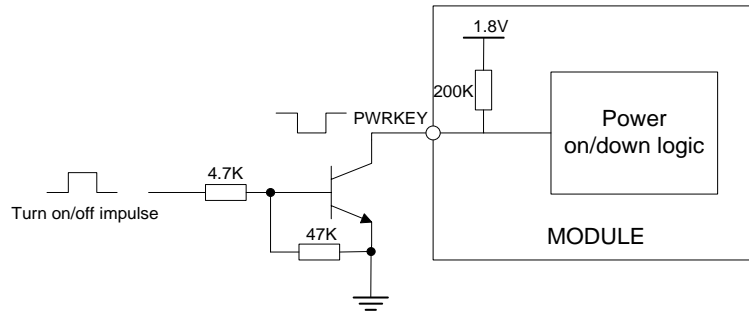 1.8V
200K
Power
on/down logic
PWRKEY
4.7K
Turn on/off impulse
47K
MODULE